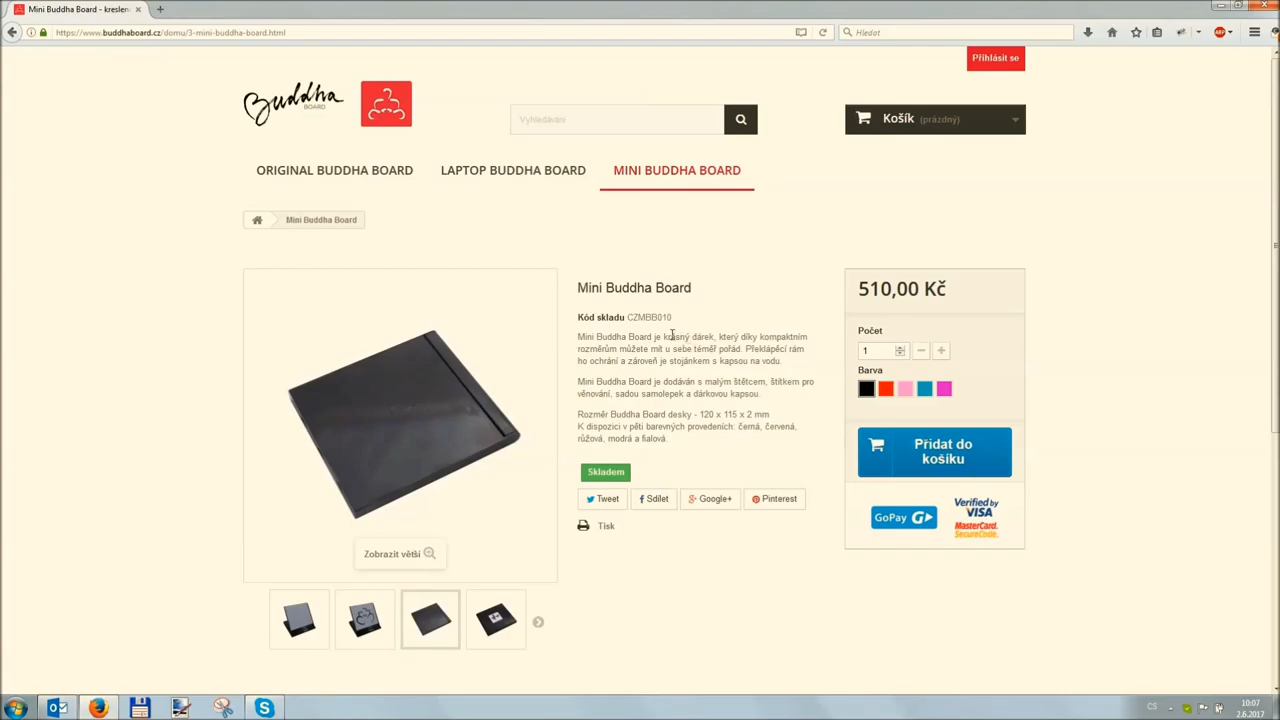 Mini Buddha Board - kreslen
https://www.buddhaboard.cz/domu/3-mini-buddha-board.html
Hledat
Přihlásit se
Buddha
BOARD
Vyhledávání
Košík (prázdný)
ORIGINAL BUDDHA BOARD
LAPTOP BUDDHA BOARD
MINI BUDDHA BOARD
Mini Buddha Board
Mini Buddha Board
Kód skladu CZMBB010
Mini Buddha Board je krásný dárek, který díky kompaktním
rozměrům můžete mít u sebe téměř pořád. Překlápěcí rám
ho ochrání a zároveň je stojánkem s kapsou na vodu.
Mini Buddha Board je dodáván s malým štětcem, štítkem pro
věnování, sadou samolepek a dárkovou kapsou.
Rozměr Buddha Board desky - 120 x 115 x 2 mm
K dispozici v pěti barevných provedeních: černá, červená,
růžová, modrá a fialová.
Skladem
Tweet
Sdílet
Google+
Pinterest
Tisk
510,00 Kč
Počet
1
Barva
Přidat do
košíku
GoPay
Verified by
VISA
MasterCard.
SecureCode.
Zobrazit větší
CS
10:07
2.6.2017